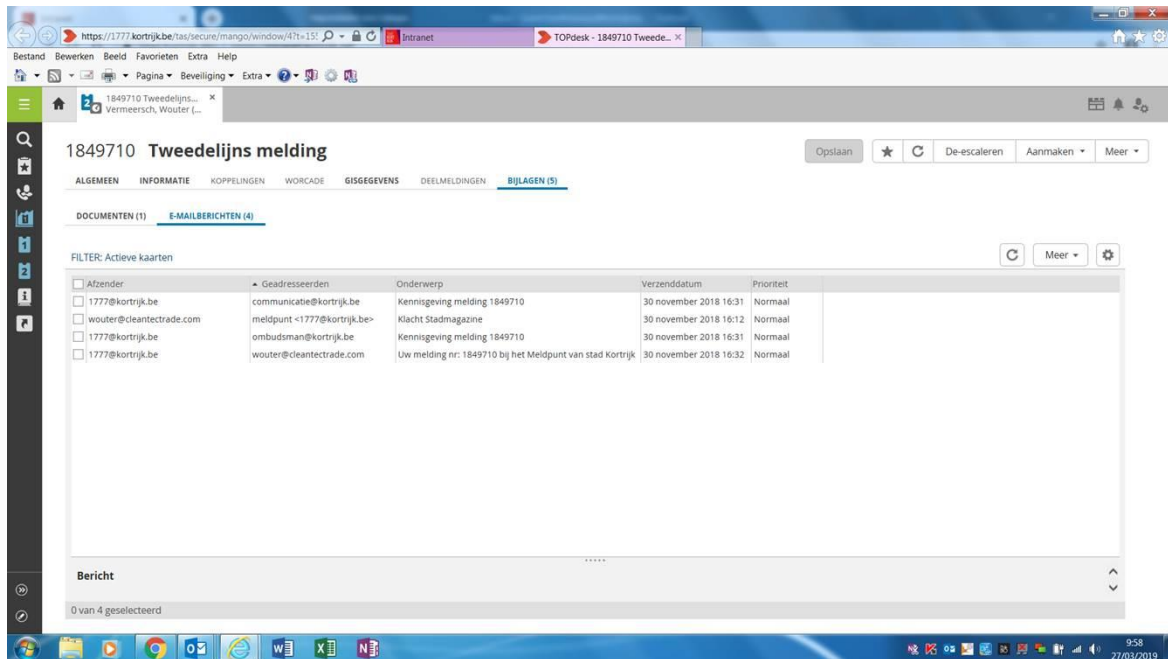 https://1777.kortrijk.be/tas/secure/mango/window/4?t=15 Intranet TOPdesk - 1849710 Tweede...
Bestand Bewerken Beeld Favorieten Extra Help
Pagina Beveiliging Extra
1849710 Tweedelijns...
Vermeersch, Wouter (...
1849710 Tweedelijns melding Opslaan De-escaleren Aanmaken Meer
ALGEMEEN INFORMATIE KOPPELINGEN WORCADE GISGEGEVENS DEELMELDINGEN BIJLAGEN (5)
DOCUMENTEN (1) E-MAILBERICHTEN (4)
FILTER: Actieve kaarten Meer
Afzender Geadresseerden Onderwerp Verzenddatum Prioriteit
1777@kortrijk.be communicatie@kortrijk.be Kennisgeving melding 1849710 30 november 2018 16:31 Normaal
wouter@cleantectrade.com meldpunt <1777@kortrijk.be> Klacht Stadmagazine 30 november 2018 16:12 Normaal
1777@kortrijk.be ombudsman@kortrijk.be Kennisgeving melding 1849710 30 november 2018 16:31 Normaal
1777@kortrijk.be wouter@cleantectrade.com Uw melding nr: 1849710 bij het Meldpunt van stad Kortrijk 30 november 2018 16:32 Normaal
Bericht
0 van 4 geselecteerd
9:58
27/03/2019